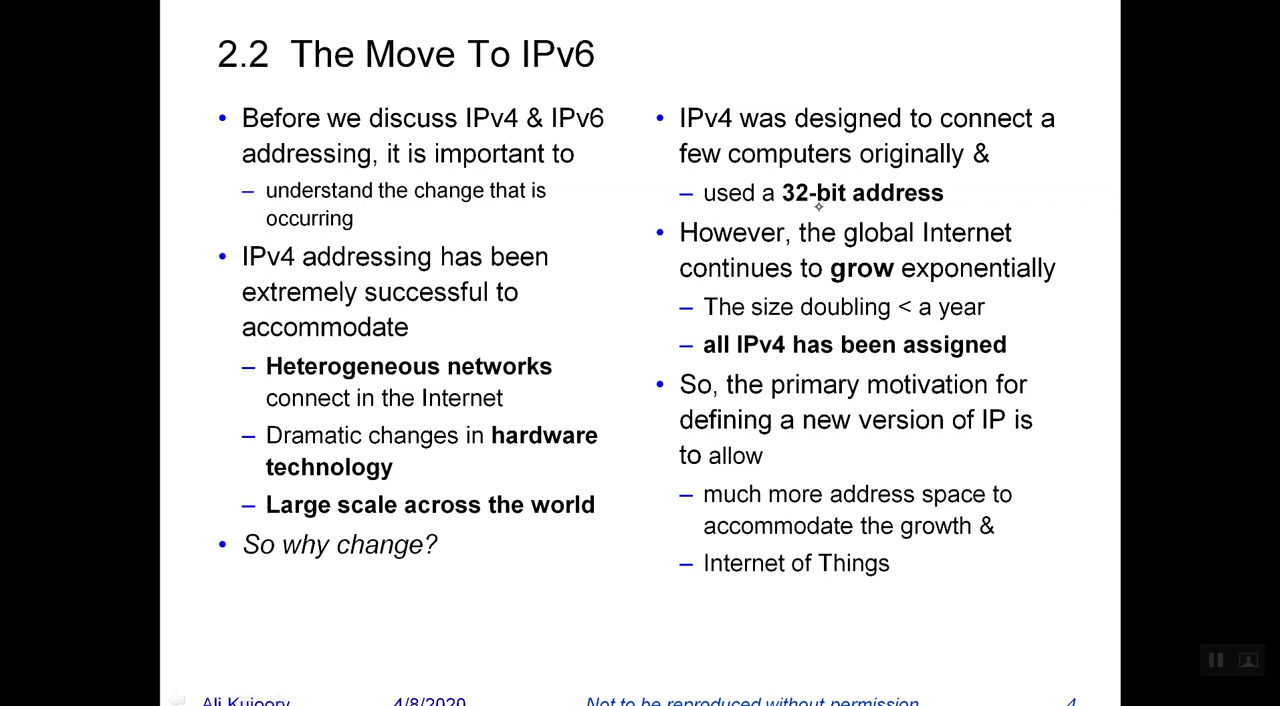 2.2 The Move To IPv6
• Before we discuss IPv4 & IPv6
addressing, it is important to
– understand the change that is
occurring
• IPv4 addressing has been
extremely successful to
accommodate
– Heterogeneous networks
connect in the Internet
– Dramatic changes in hardware
technology
– Large scale across the world
• So why change?
• IPv4 was designed to connect a
few computers originally &
– used a 32-bit address
• However, the global Internet
continues to grow exponentially
– The size doubling < a year
– all IPv4 has been assigned
• So, the primary motivation for
defining a new version of IP is
to allow
– much more address space to
accommodate the growth &
– Internet of Things
Ali Kujoory 4/8/2020 Not to be reproduced without permission 4